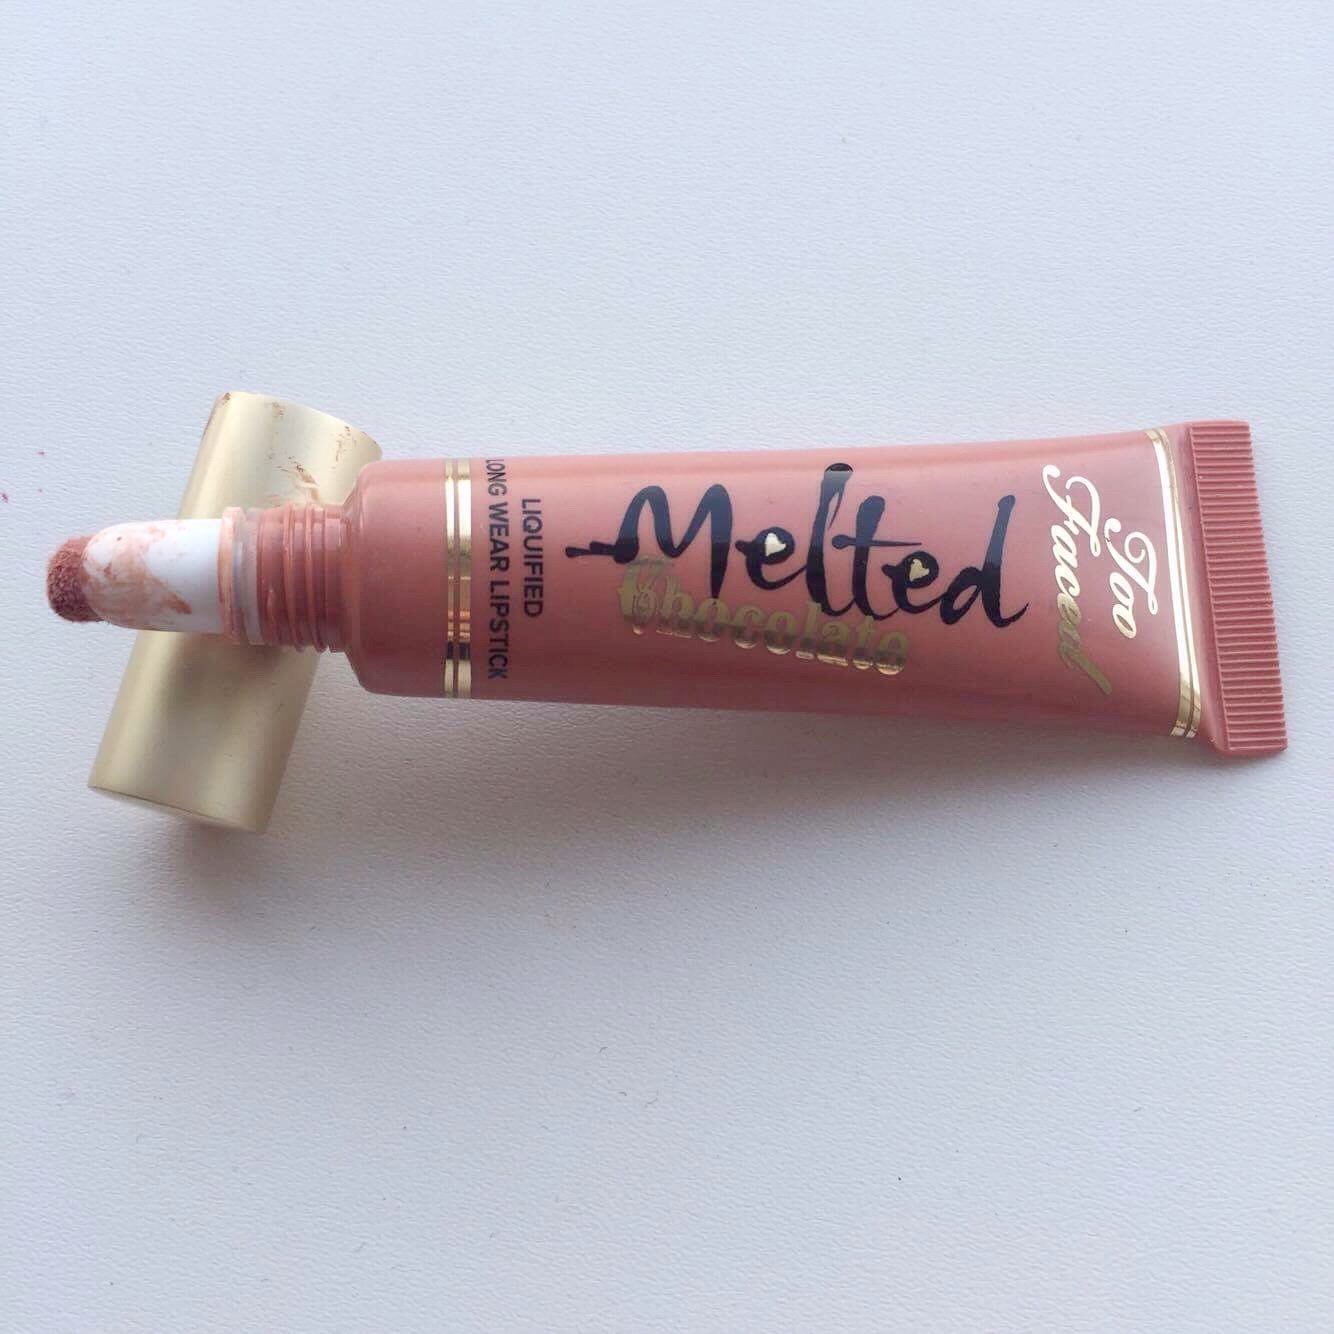 Too
Faced
Melted
Chocolate
LIQUIFIED
LONG WEAR LIPSTICK